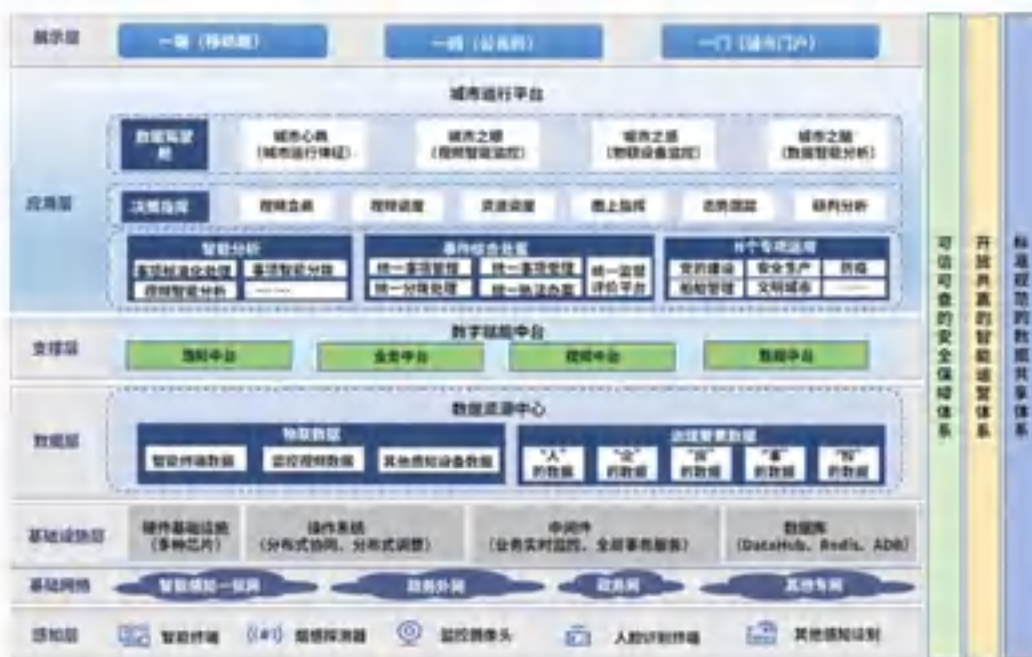 展示层
一端（移动端）
一门（城市门户）
城市运行平台
应用层
数据驾驶舱
城市心病
（城市运行体征）
城市之眼
（视频智能监控）
城市之感
（物联设备监控）
城市之脑
（数据智能分析）
决策指挥
视频会商
视频调度
资源调度
图上指挥
态势跟踪
研判分析
智能分析
事项标准化处理
事项智能分拨
视频智能分析
事件综合处置
统一事项管理
统一事项受理
统一分拨处理
统一执法办案
统一监督
评价平台
N个专项运用
党的建设
安全生产
防疫
船舶管理
文明城市
支撑层
数字赋能中台
业务中台
视频中台
数据中台
数据层
数据资源中心
物联数据
智能终端数据
监控视频数据
其他感知设备数据
治理要素数据
“人”
的数据
的数据
的数据
“事”
的数据
的数据
基础设施层
硬件基础设施
（多种芯片）
操作系统
（分布式协同、分布式调整）
中间件
（业务实时监控、全局事务服务）
数据库
（DataHub、Redis、ADB）
基础网络
智能感知一张网
政务外网
政务网
其他专网
感知层
智能终端
烟感探测器
监控摄像头
人脸识别终端
其他感知识别
可信可查的安全保障体系
开放共赢的智能运营体系
标准规范的数据共享体系